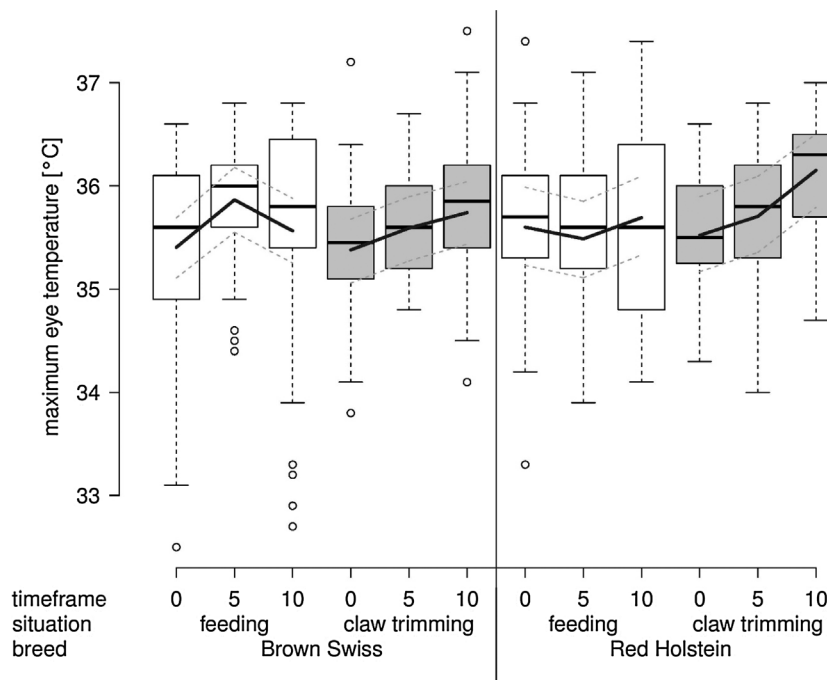 maximum eye temperature [°C]
37
36
35
34
33
timeframe 0 5 10 0 5 10 0 5 10 0 5 10
situation feeding claw trimming feeding claw trimming
breed Brown Swiss Red Holstein